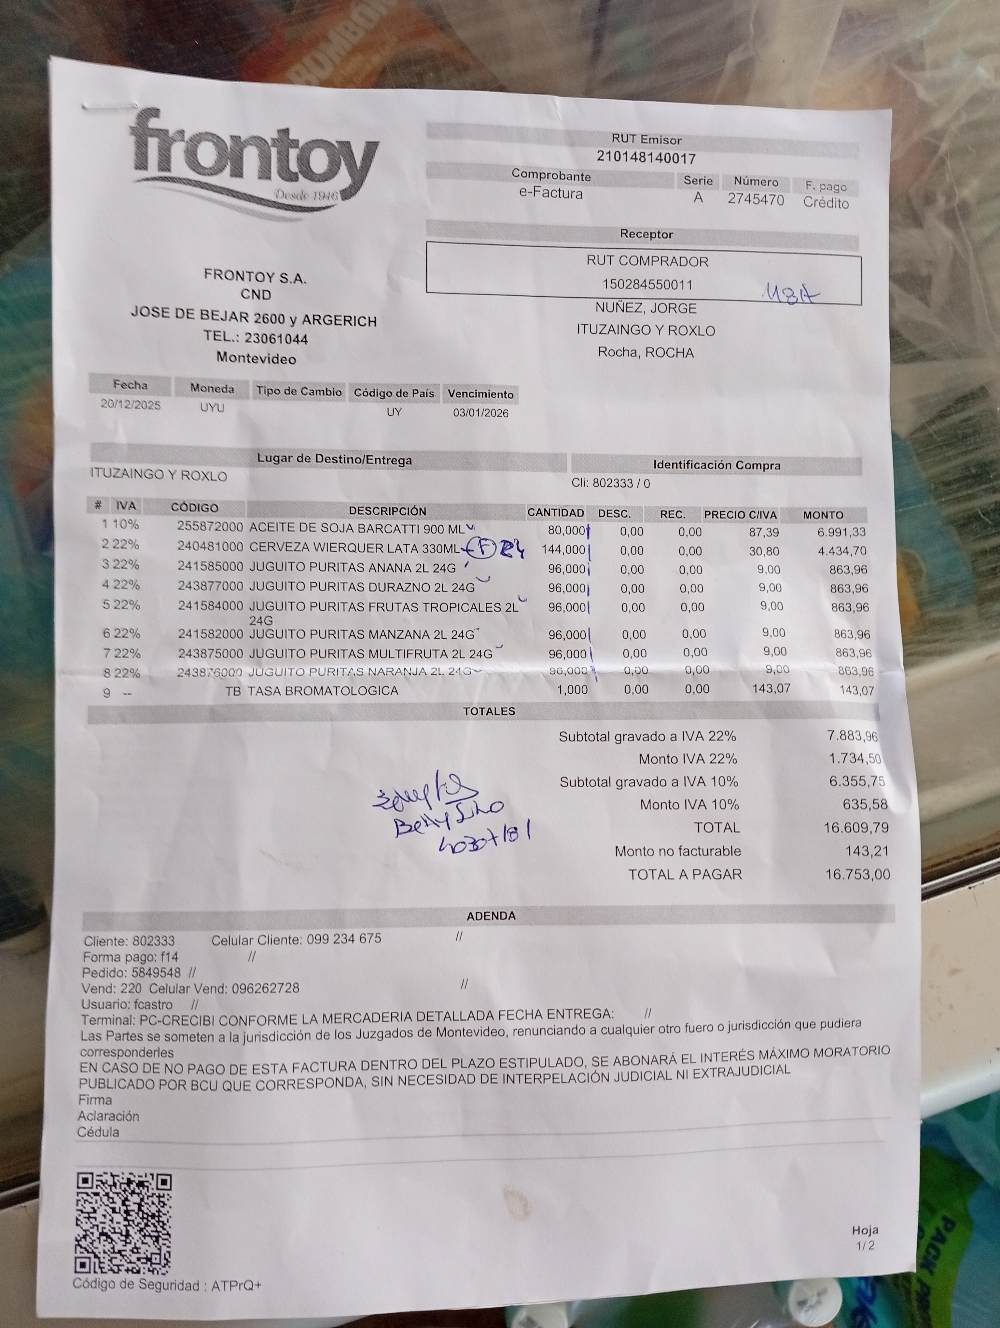 BOMBÓN
frontoy
Desde 1946
RUT Emisor
210148140017
Comprobante Serie Número F. pago
e-Factura A 2745470 Crédito
Receptor
RUT COMPRADOR
150284550011
NUÑEZ, JORGE
ITUZAINGO Y ROXLO
Rocha, ROCHA
FRONTOY S.A.
CND
JOSE DE BEJAR 2600 y ARGERICH
TEL.: 23061044
Montevideo
Fecha Moneda Tipo de Cambio Código de País Vencimiento
20/12/2025 UYU UY 03/01/2026
Lugar de Destino/Entrega Identificación Compra
ITUZAINGO Y ROXLO Cli: 802333 / 0
# IVA CÓDIGO DESCRIPCIÓN CANTIDAD DESC. REC. PRECIO C/IVA MONTO
1 10% 255872000 ACEITE DE SOJA BARCATTI 900 ML 80,000 0,00 0,00 87,39 6.991,33
2 22% 240481000 CERVEZA WIERQUER LATA 330ML F 24 144,000 0,00 0,00 30,80 4.434,70
3 22% 241585000 JUGUITO PURITAS ANANA 2L 24G 96,000 0,00 0,00 9,00 863,96
4 22% 243877000 JUGUITO PURITAS DURAZNO 2L 24G 96,000 0,00 0,00 9,00 863,96
5 22% 241584000 JUGUITO PURITAS FRUTAS TROPICALES 2L 96,000 0,00 0,00 9,00 863,96
24G
6 22% 241582000 JUGUITO PURITAS MANZANA 2L 24G 96,000 0,00 0,00 9,00 863,96
7 22% 243875000 JUGUITO PURITAS MULTIFRUTA 2L 24G 96,000 0,00 0,00 9,00 863,96
8 22% 243876000 JUGUITO PURITAS NARANJA 2L 24G 96,000 0,00 0,00 9,00 863,96
9 -- TB TASA BROMATOLOGICA 1,000 0,00 0,00 143,07 143,07
TOTALES
Subtotal gravado a IVA 22% 7.883,96
Monto IVA 22% 1.734,50
Subtotal gravado a IVA 10% 6.355,75
Monto IVA 10% 635,58
TOTAL 16.609,79
Monto no facturable 143,21
TOTAL A PAGAR 16.753,00
ADENDA
Cliente: 802333 Celular Cliente: 099 234 675 //
Forma pago: f14 //
Pedido: 5849548 //
Vend: 220 Celular Vend: 096262728 //
Usuario: fcastro //
Terminal: PC-CRECIBI CONFORME LA MERCADERIA DETALLADA FECHA ENTREGA: //
Las Partes se someten a la jurisdicción de los Juzgados de Montevideo, renunciando a cualquier otro fuero o jurisdicción que pudiera
corresponderles
EN CASO DE NO PAGO DE ESTA FACTURA DENTRO DEL PLAZO ESTIPULADO, SE ABONARÁ EL INTERÉS MÁXIMO MORATORIO
PUBLICADO POR BCU QUE CORRESPONDA, SIN NECESIDAD DE INTERPELACIÓN JUDICIAL NI EXTRAJUDICIAL
Firma
Aclaración
Cédula
Código de Seguridad : ATPrQ+
Hoja
1/2
PACK